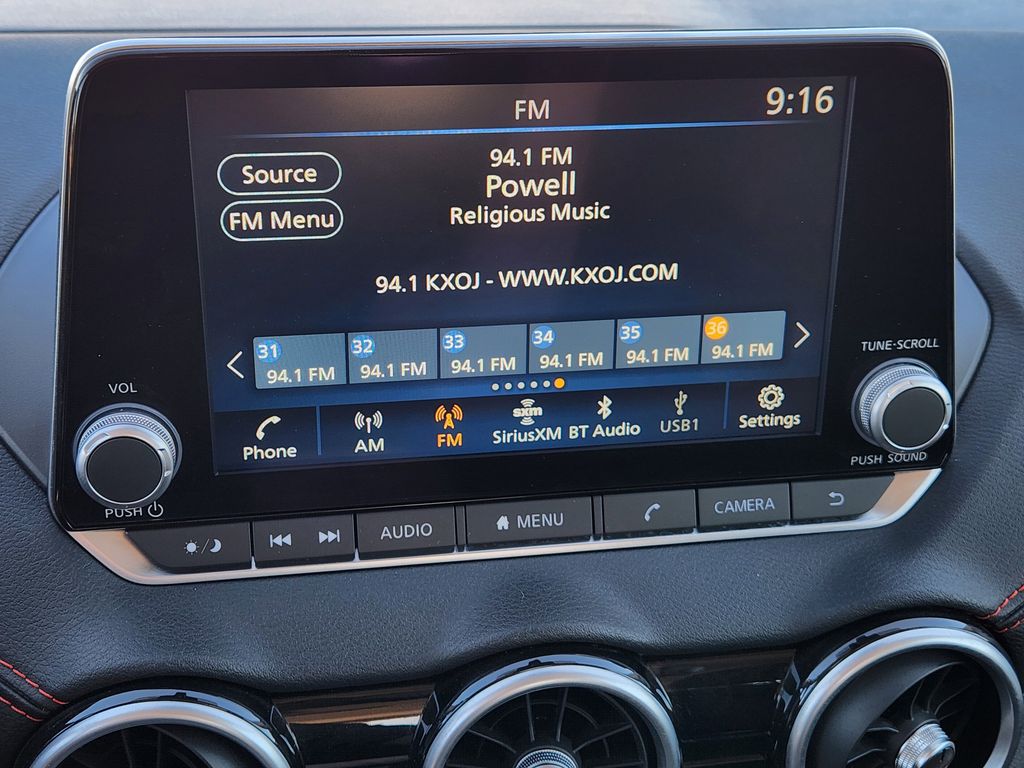 FM
9:16
Source
94.1 FM
Powell
FM Menu
Religious Music
94.1 KXOJ - WWW.KXOJ.COM
31 32 33 34 35 36
94.1 FM 94.1 FM 94.1 FM 94.1 FM 94.1 FM 94.1 FM
TUNE·SCROLL
VOL
sxm
Phone AM FM SiriusXM BT Audio USB1 Settings
PUSH SOUND
PUSH
AUDIO MENU CAMERA